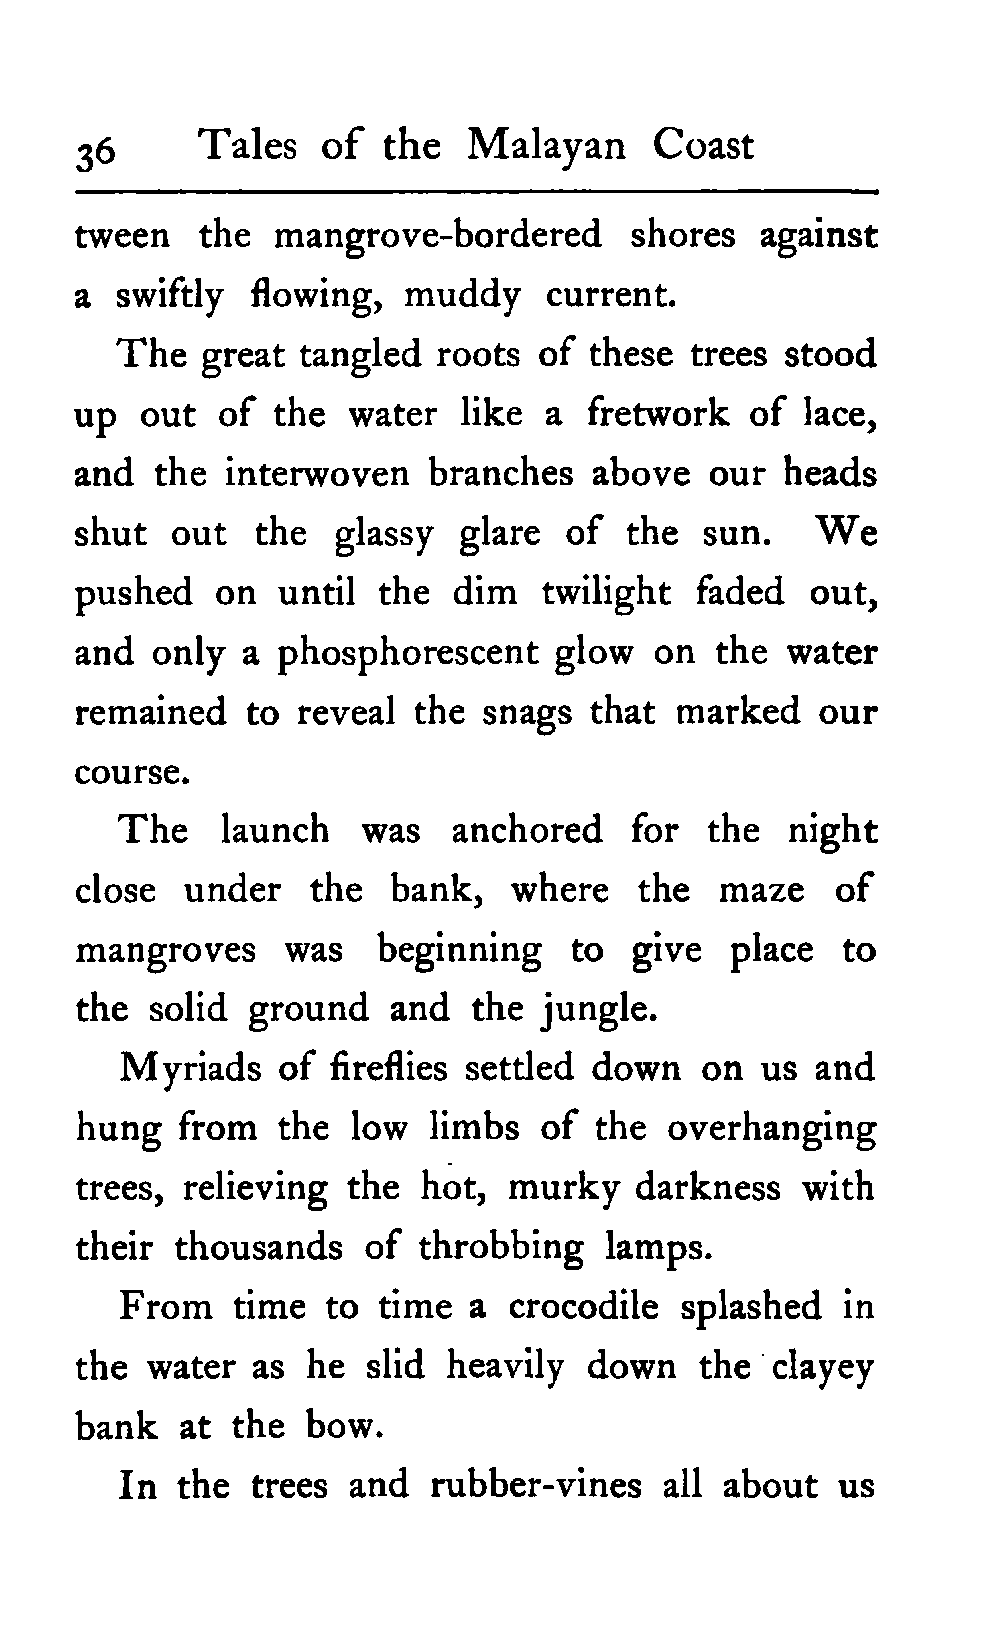 36 Tales of the Malayan Coast
tween the mangrove-bordered shores against
a swiftly flowing, muddy current.
The great tangled roots of these trees stood
up out of the water like a fretwork of lace,
and the interwoven branches above our heads
shut out the glassy glare of the sun. We
pushed on until the dim twilight faded out,
and only a phosphorescent glow on the water
remained to reveal the snags that marked our
course.
The launch was anchored for the night
close under the bank, where the maze of
mangroves was beginning to give place to
the solid ground and the jungle.
Myriads of fireflies settled down on us and
hung from the low limbs of the overhanging
trees, relieving the hot, murky darkness with
their thousands of throbbing lamps.
From time to time a crocodile splashed in
the water as he slid heavily down the clayey
bank at the bow.
In the trees and rubber-vines all about us